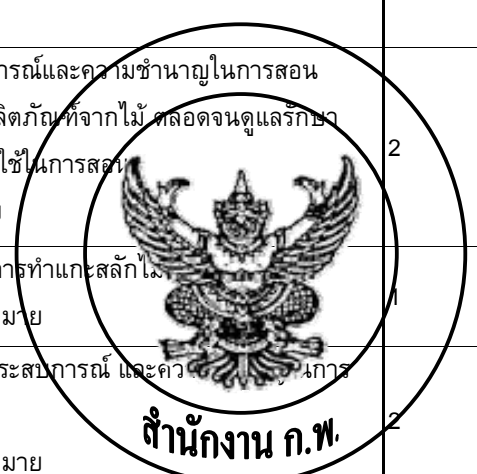 ารณ์และความชำนาญในการสอน
ลิตภัณฑ์จากไม้ ตลอดจนดูแลรักษา
ใช้ในการสอน
2
ารทำแกะสลักไม้
1
มาย
ระสบการณ์ และคว
นการ
2
มาย
สำนักงาน ก.พ.